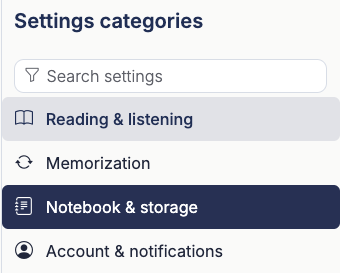 Settings categories
Search settings
Reading & listening
Memorization
Notebook & storage
Account & notifications